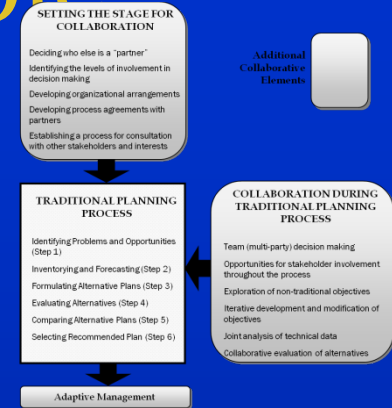 SETTING THE STAGE FOR
COLLABORATION
Deciding who else is a "partner"
Identifying the levels of involvement in
decision making
Developing organizational arrangements
Developing process agreements with
partners
Establishing a process for consultation
with other stakeholders and interests
Additional
Collaborative
Elements
TRADITIONAL PLANNING
PROCESS
Identifying Problems and Opportunities
(Step 1)
Inventorying and Forecasting (Step 2)
Formulating Alternative Plans (Step 3)
Evaluating Alternatives (Step 4)
Comparing Alternative Plans (Step 5)
Selecting Recommended Plan (Step 6)
COLLABORATION DURING
TRADITIONAL PLANNING
PROCESS
Team (multi-party) decision making
Opportunities for stakeholder involvement
throughout the process
Exploration of non-traditional objectives
Iterative development and modification of
objectives
Joint analysis of technical data
Collaborative evaluation of alternatives
Adaptive Management